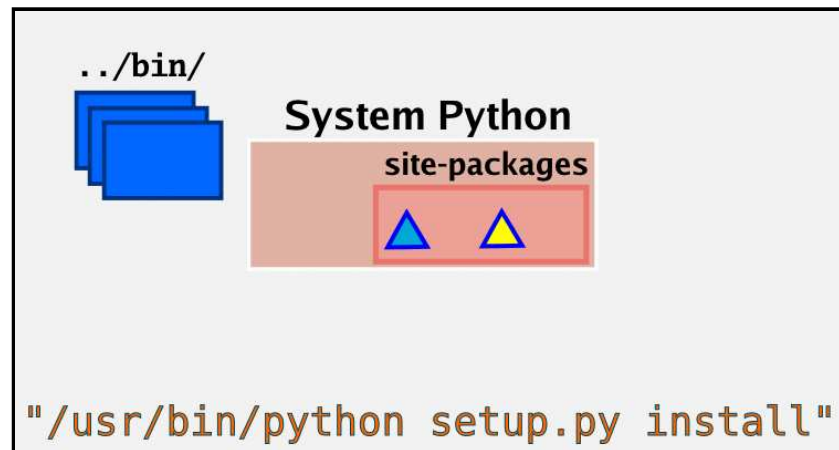 ../bin/
System Python
site-packages
"/usr/bin/python setup.py install"